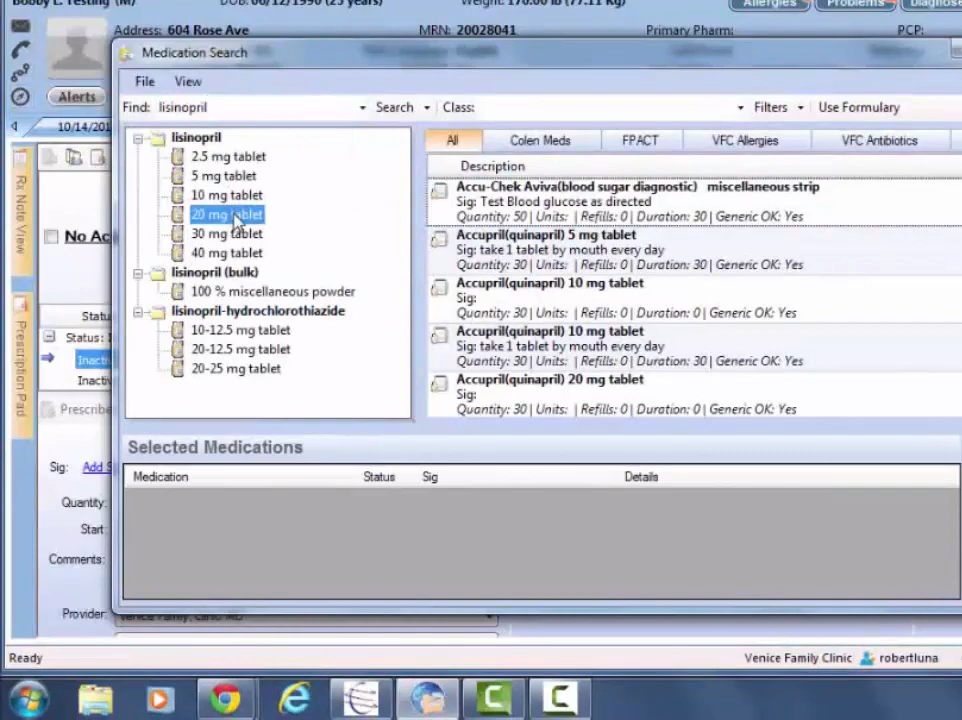 Bobby L. Testing (M) DOB: 06/12/1990 (25 years) Weight: 170.00 lb (77.11 Kg) Allergies Problems Diagnose
Address: 604 Rose Ave MRN: 20028041 Primary Pharm: PCP:
Medication Search
File View
Alerts
Find: lisinopril Search Class: Filters Use Formulary
10/14/201
lisinopril
2.5 mg tablet
5 mg tablet
10 mg tablet
20 mg tablet
30 mg tablet
40 mg tablet
lisinopril (bulk)
100 % miscellaneous powder
lisinopril-hydrochlorothiazide
10-12.5 mg tablet
20-12.5 mg tablet
20-25 mg tablet
All Colen Meds FPACT VFC Allergies VFC Antibiotics
Description
Accu-Chek Aviva(blood sugar diagnostic) miscellaneous strip
Sig: Test Blood glucose as directed
Quantity: 50 | Units: | Refills: 0 | Duration: 30 | Generic OK: Yes
Accupril(quinapril) 5 mg tablet
Sig: take 1 tablet by mouth every day
Quantity: 30 | Units: | Refills: 0 | Duration: 30 | Generic OK: Yes
Accupril(quinapril) 10 mg tablet
Sig:
Quantity: 30 | Units: | Refills: 0 | Duration: 0 | Generic OK: Yes
Accupril(quinapril) 10 mg tablet
Sig: take 1 tablet by mouth every day
Quantity: 30 | Units: | Refills: 0 | Duration: 30 | Generic OK: Yes
Accupril(quinapril) 20 mg tablet
Sig:
Quantity: 30 | Units: | Refills: 0 | Duration: 0 | Generic OK: Yes
Rx Note View
Prescription Pad
No Ac
Statu
Status: I
Inacti
Inactiv
Prescribe
Sig: Add S
Quantity:
Start:
Comments:
Provider: Venice Family, Clinic MD
Selected Medications
Medication Status Sig Details
Ready Venice Family Clinic robertluna